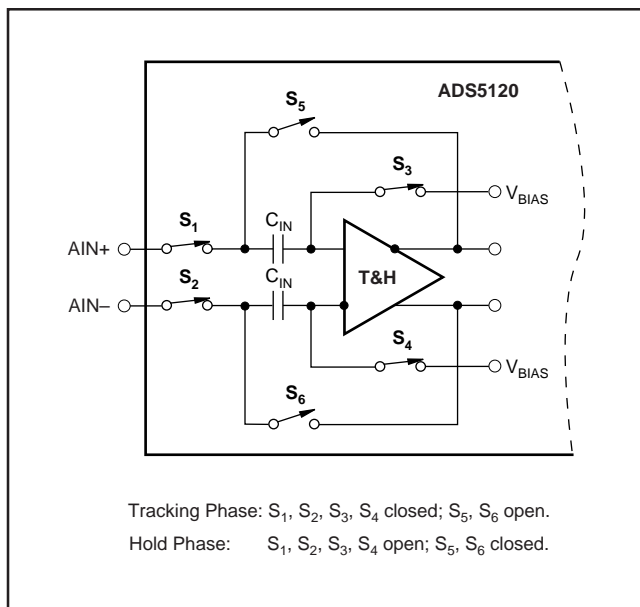 ADS5120
S5
S3
VBIAS
S1
CIN
AIN+
T&H
S2
CIN
AIN–
S4
VBIAS
S6
Tracking Phase: S1, S2, S3, S4 closed; S5, S6 open.
Hold Phase: S1, S2, S3, S4 open; S5, S6 closed.